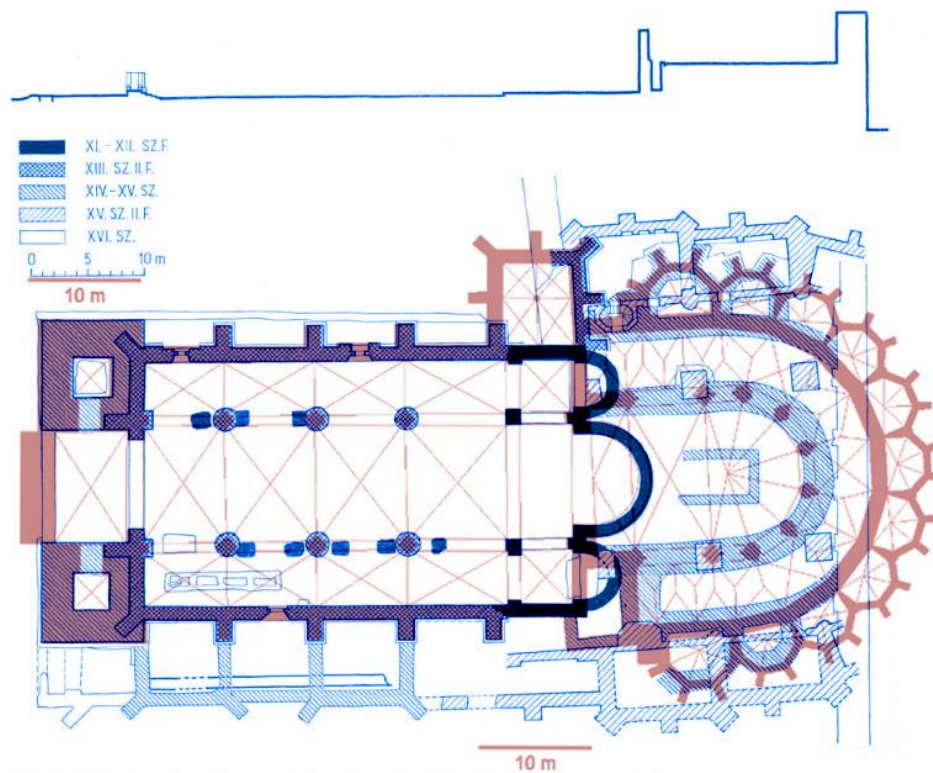 XI.–XII. SZ.F.
XIII. SZ. II. F.
XIV.–XV. SZ.
XV. SZ. II. F.
XVI. SZ.
0 5 10 m
10 m
10 m